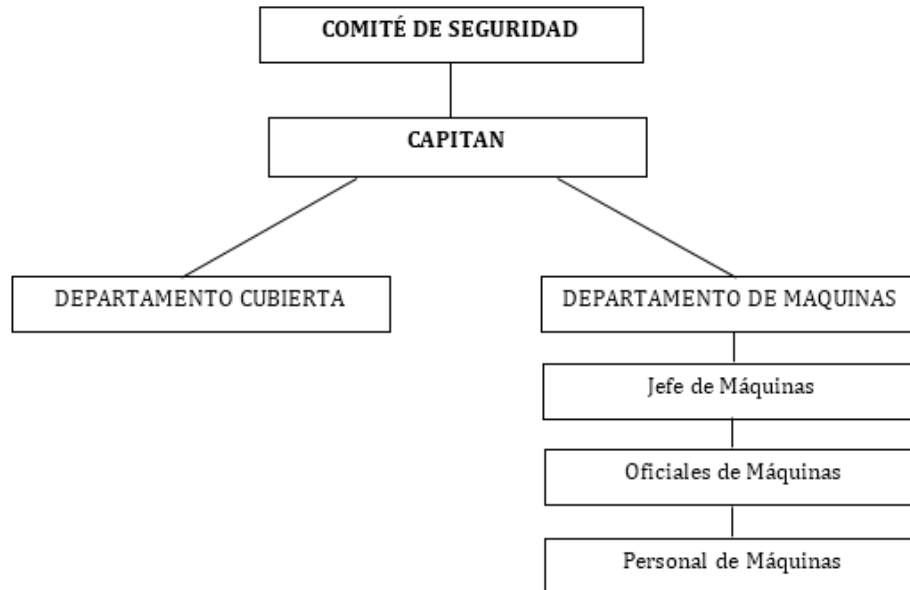 COMITÉ DE SEGURIDAD
CAPITAN
DEPARTAMENTO CUBIERTA
DEPARTAMENTO DE MAQUINAS
Jefe de Máquinas
Oficiales de Máquinas
Personal de Máquinas